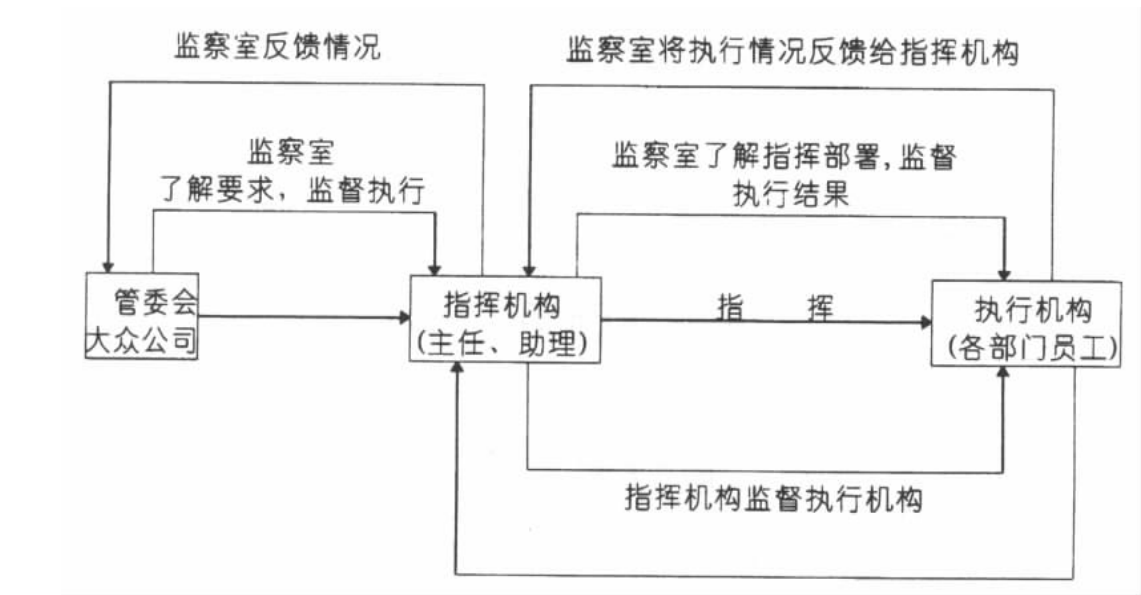 监察室反馈情况
监察室将执行情况反馈给指挥机构
监察室
了解要求，监督执行
监察室了解指挥部署,监督
执行结果
管委会
大众公司
指挥机构
(主任、助理)
指 挥
执行机构
(各部门员工)
指挥机构监督执行机构